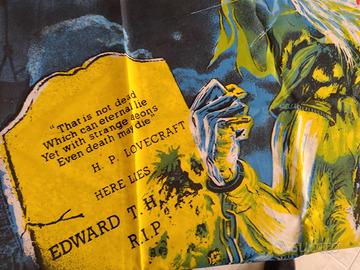 "That is not dead
Which can eternal lie
Yet with strange aeons
Even death may die"
H. P. LOVECRAFT
HERE LIES
EDWARD T. H
R.I.P.